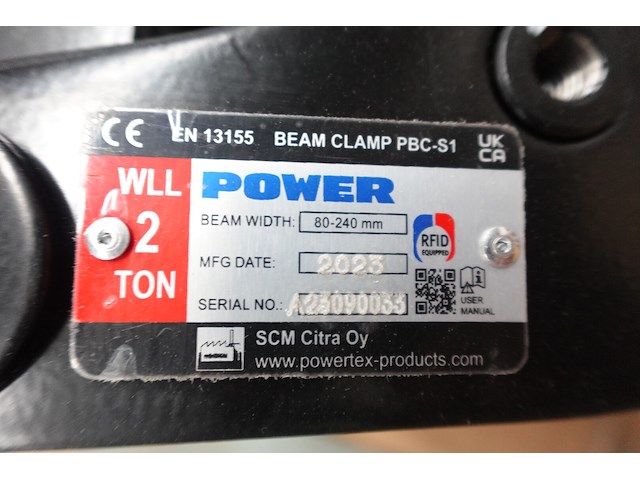 CE EN 13155 BEAM CLAMP PBC-S1 UK CA
WLL 2 TON
POWER
BEAM WIDTH: 80-240 mm
RFID EQUIPPED
MFG DATE: 2023
SERIAL NO.: A23090033
USER MANUAL
SCM Citra Oy
www.powertex-products.com